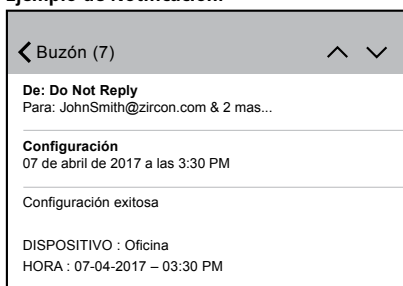 Ejemplo de Notificación:
Buzón (7)
De: Do Not Reply
Para: JohnSmith@zircon.com & 2 mas...
Configuración
07 de abril de 2017 a las 3:30 PM
Configuración exitosa
DISPOSITIVO : Oficina
HORA : 07-04-2017 – 03:30 PM